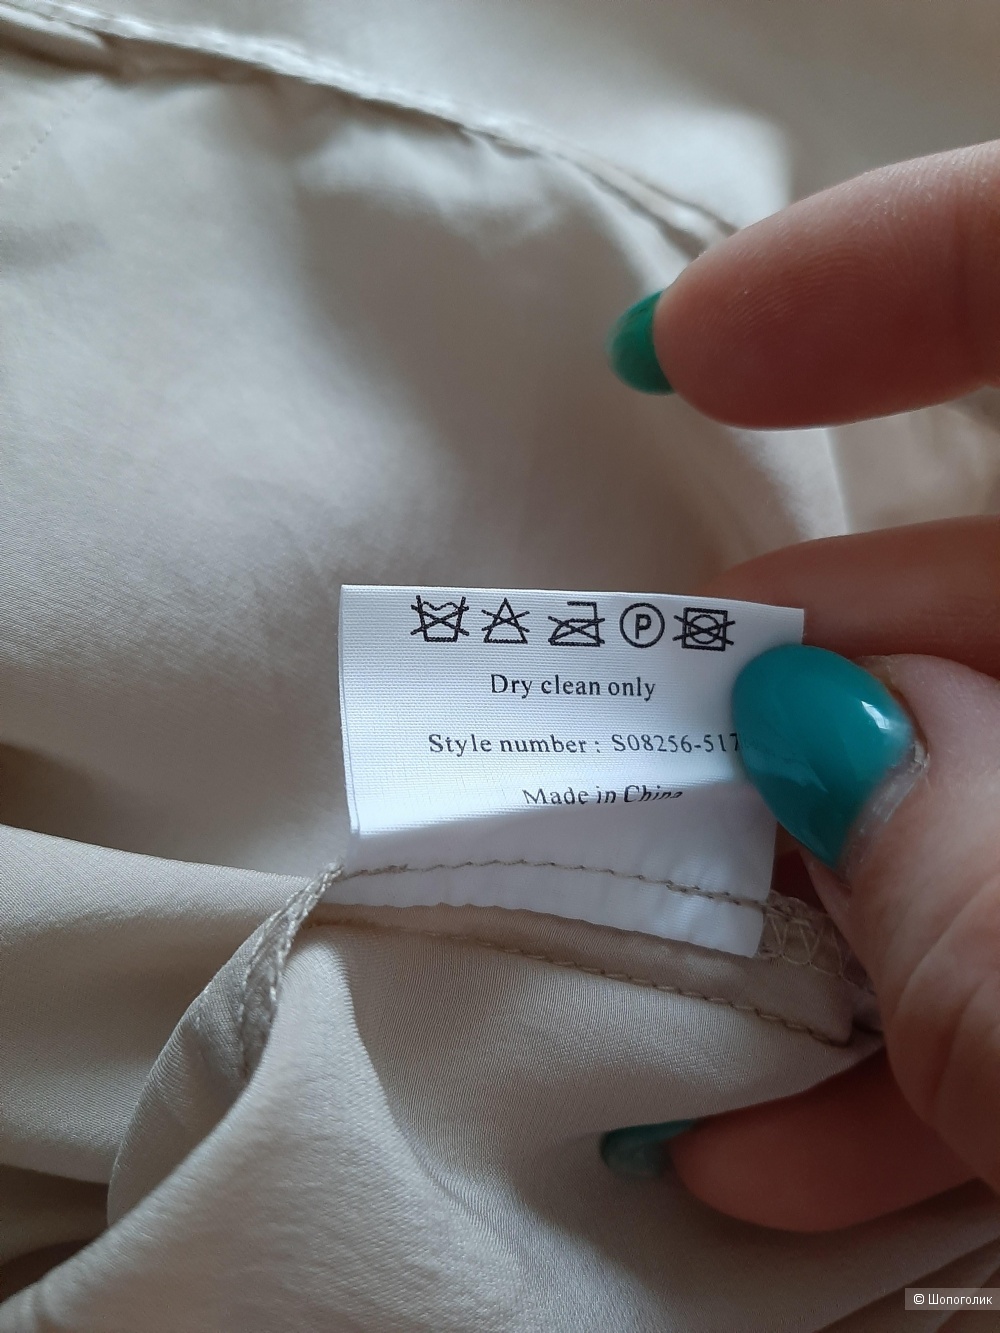 P
Dry clean only
Style number : S08256-517
Made in China
© Шопоголик